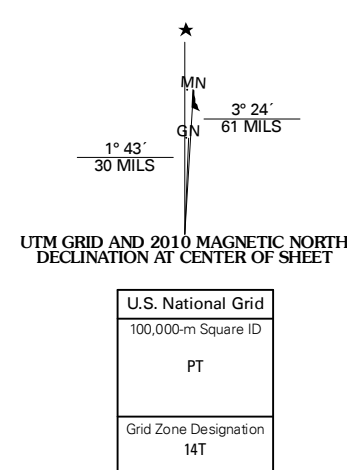 MN
3° 24´
61 MILS
GN
1° 43´
30 MILS
UTM GRID AND 2010 MAGNETIC NORTH
DECLINATION AT CENTER OF SHEET
U.S. National Grid
100,000-m Square ID
PT
Grid Zone Designation
14T